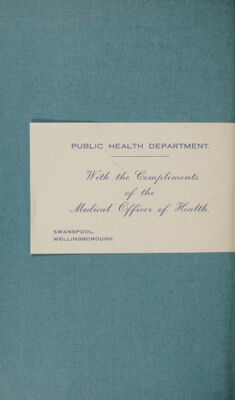 PUBLIC HEALTH DEPARTMENT.
With the Compliments
of the
Medical Officer of Health.
SWANSPOOL,
WELLINGBOROUGH.